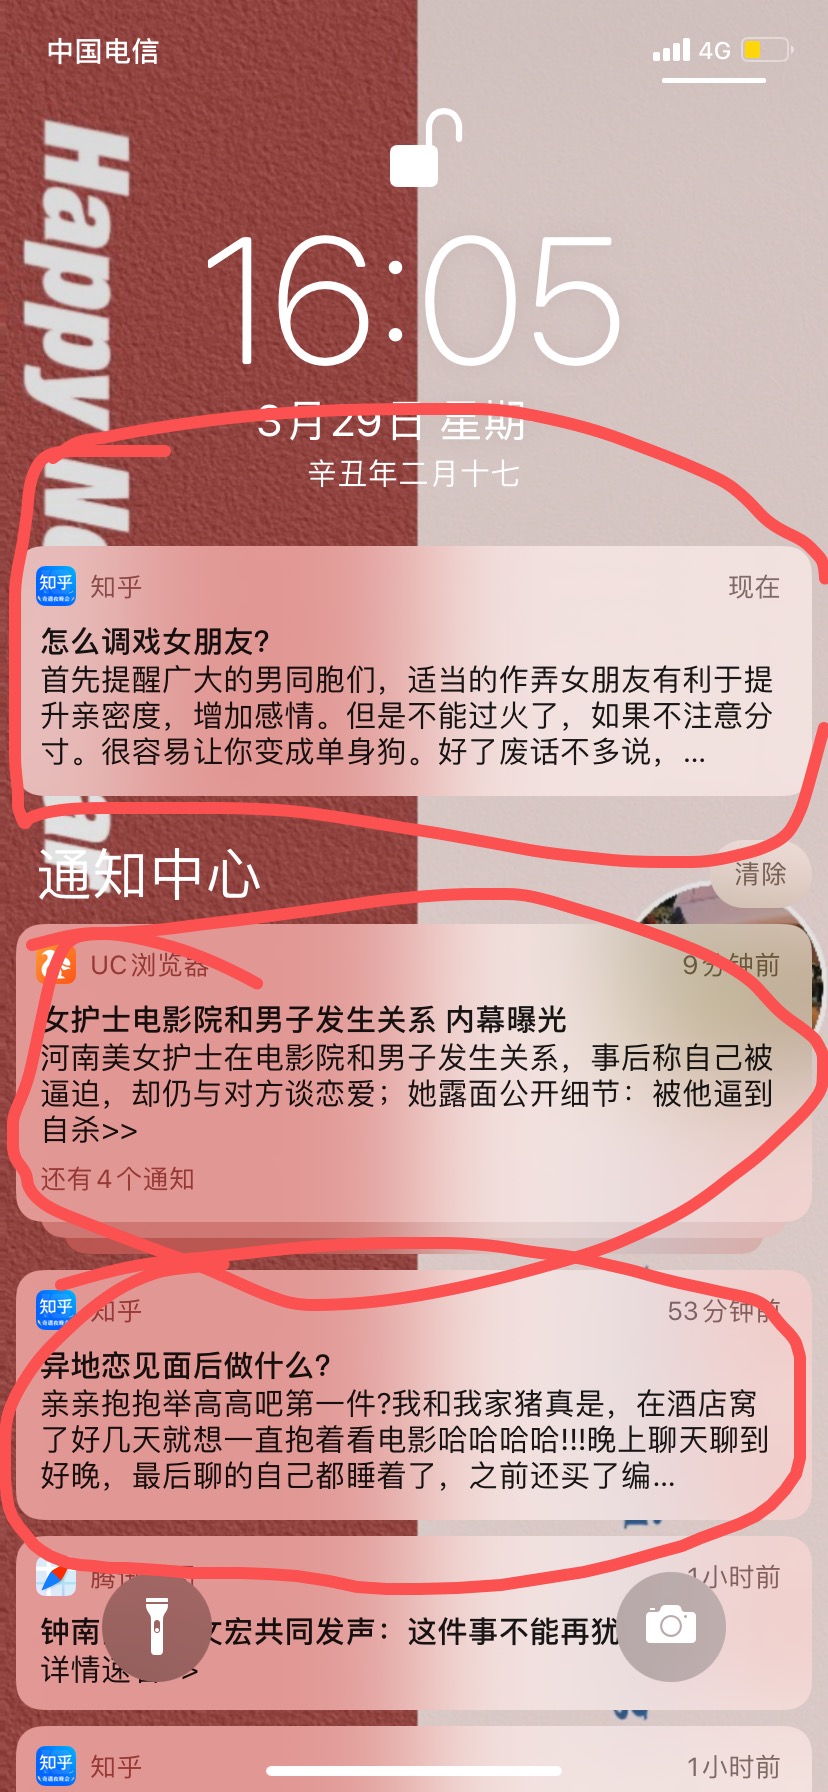 中国电信
4G
Happy Ne
16:05
3月29日 星期
辛丑年二月十七
知乎
知乎
现在
怎么调戏女朋友?
首先提醒广大的男同胞们，适当的作弄女朋友有利于提
升亲密度，增加感情。但是不能过火了，如果不注意分
寸。很容易让你变成单身狗。好了废话不多说，...
通知中心
清除
UC浏览器
9分钟前
女护士电影院和男子发生关系 内幕曝光
河南美女护士在电影院和男子发生关系，事后称自己被
逼迫，却仍与对方谈恋爱；她露面公开细节：被他逼到
自杀>>
还有4个通知
知乎
知乎
53分钟前
异地恋见面后做什么?
亲亲抱抱举高高吧第一件?我和我家猪真是，在酒店窝
了好几天就想一直抱着看电影哈哈哈哈!!!晚上聊天聊到
好晚，最后聊的自己都睡着了，之前还买了编...
1小时前
钟南 文宏共同发声：这件事不能再犹
详情速 >
知乎
知乎
1小时前